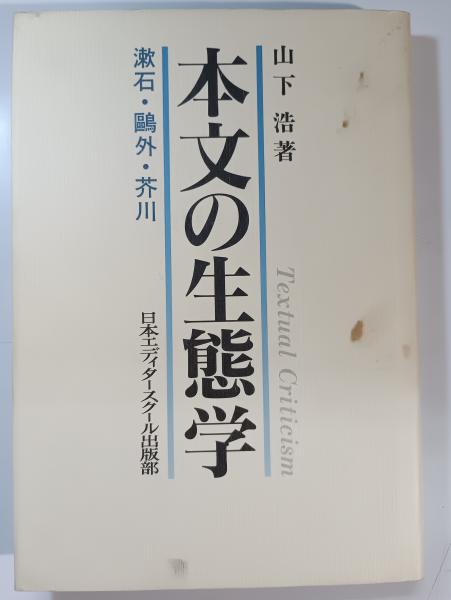 山下 浩著
Textual Criticism
本文の生態学
漱石・鷗外・芥川
日本エディタースクール出版部